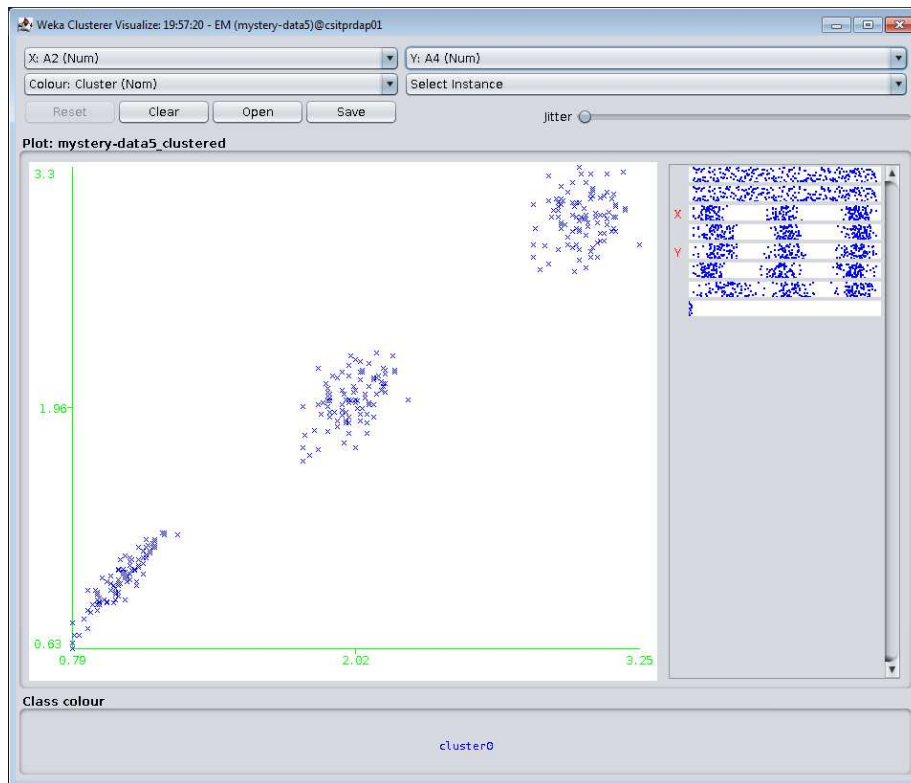 Weka Clusterer Visualize: 19:57:20 - EM (mystery-data5)@csitprdap01
X: A2 (Num) Y: A4 (Num)
Colour: Cluster (Nom) Select Instance
Reset Clear Open Save Jitter
Plot: mystery-data5_clustered
3.3
X
Y
1.96
0.63
0.79 2.02 3.25
Class colour
cluster0